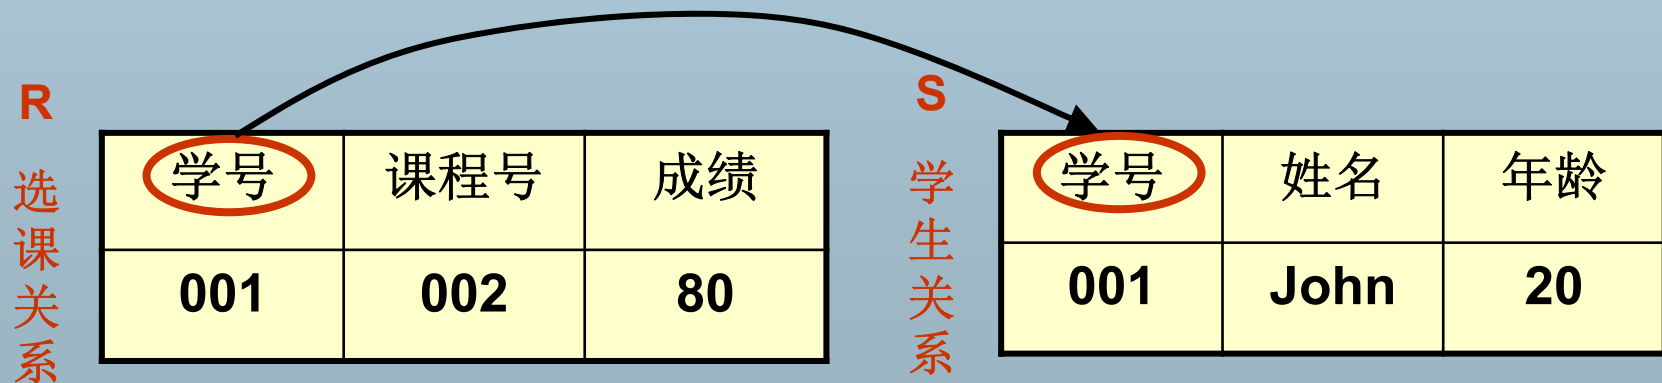 R
选课关系
学号 课程号 成绩
001 002 80
S
学生关系
学号 姓名 年龄
001 John 20